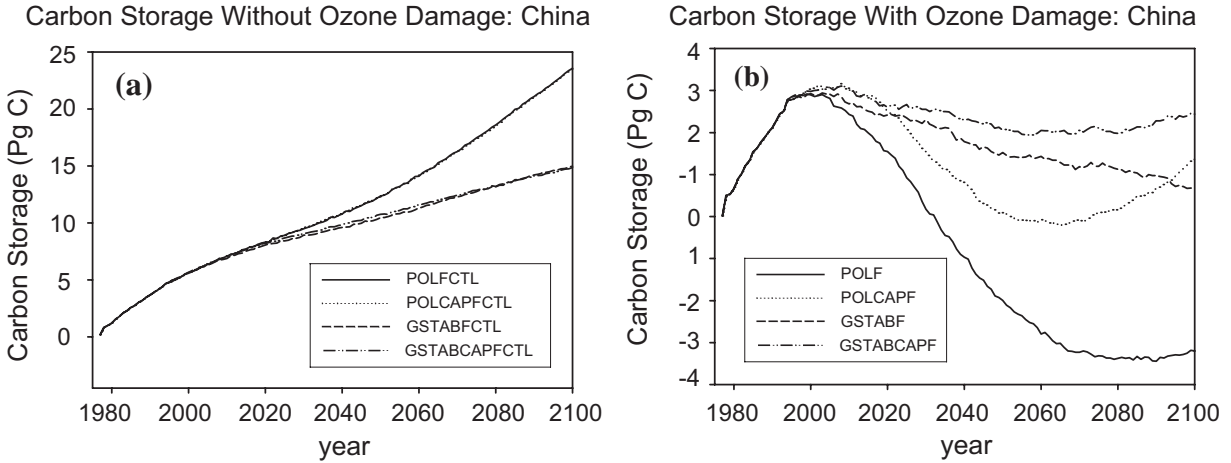 Carbon Storage Without Ozone Damage: China
(a)
Carbon Storage (Pg C)
25
20
15
10
5
0
POLFCTL
POLCAPFCTL
GSTABFCTL
GSTABCAPFCTL
1980 2000 2020 2040 2060 2080 2100
year
Carbon Storage With Ozone Damage: China
(b)
Carbon Storage (Pg C)
4
3
2
-1
0
1
-2
-3
-4
POLF
POLCAPF
GSTABF
GSTABCAPF
1980 2000 2020 2040 2060 2080 2100
year